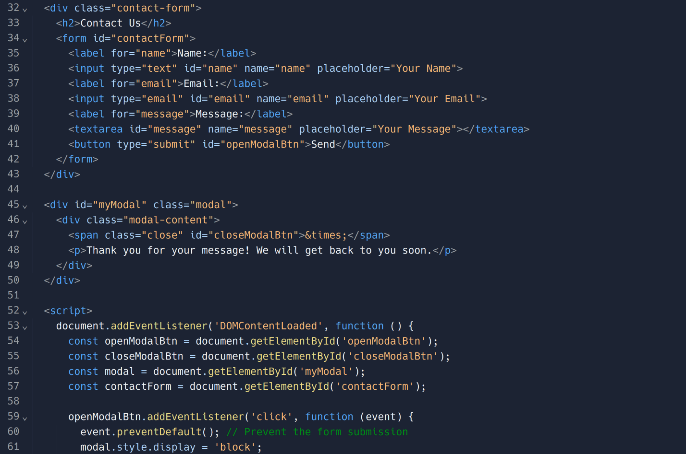 32 <div class="contact-form">
33 <h2>Contact Us</h2>
34 <form id="contactForm">
35 <label for="name">Name:</label>
36 <input type="text" id="name" name="name" placeholder="Your Name">
37 <label for="email">Email:</label>
38 <input type="email" id="email" name="email" placeholder="Your Email">
39 <label for="message">Message:</label>
40 <textarea id="message" name="message" placeholder="Your Message"></textarea>
41 <button type="submit" id="openModalBtn">Send</button>
42 </form>
43 </div>
44
45 <div id="myModal" class="modal">
46 <div class="modal-content">
47 <span class="close" id="closeModalBtn">&times;</span>
48 <p>Thank you for your message! We will get back to you soon.</p>
49 </div>
50 </div>
51
52 <script>
53 document.addEventListener('DOMContentLoaded', function () {
54 const openModalBtn = document.getElementById('openModalBtn');
55 const closeModalBtn = document.getElementById('closeModalBtn');
56 const modal = document.getElementById('myModal');
57 const contactForm = document.getElementById('contactForm');
58
59 openModalBtn.addEventListener('click', function (event) {
60 event.preventDefault(); // Prevent the form submission
61 modal.style.display = 'block';